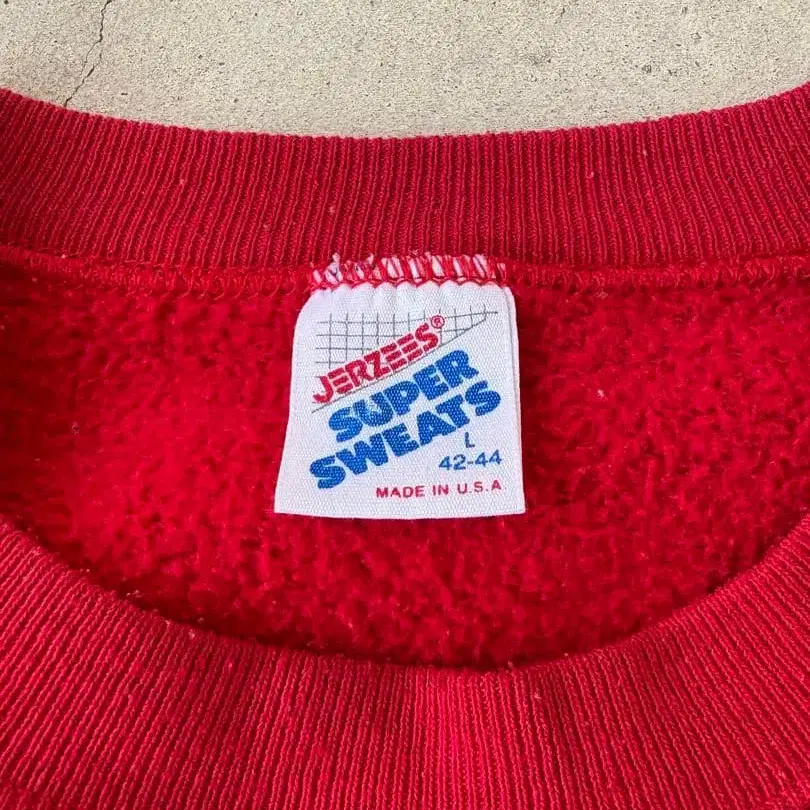 JERZEES®
SUPER
SWEATS
L
42-44
MADE IN U.S.A